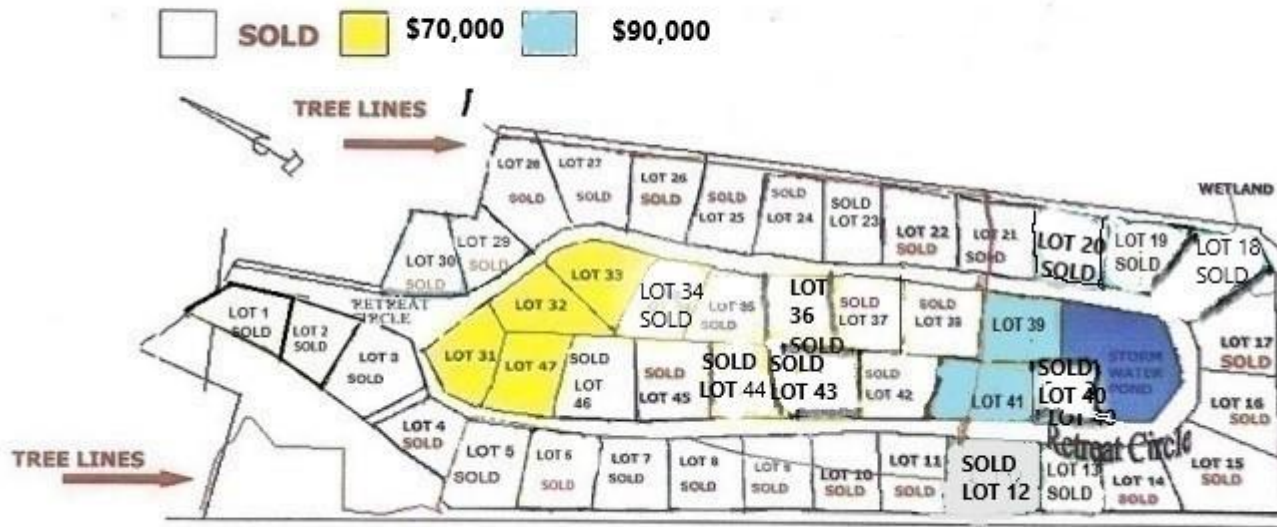 SOLD $70,000 $90,000
TREE LINES
WETLAND
LOT 28
SOLD
LOT 27
SOLD
LOT 26
SOLD
SOLD
LOT 25
SOLD
LOT 24
SOLD
LOT 23
LOT 22
SOLD
LOT 21
SOLD
LOT 20
SOLD
LOT 19
SOLD
LOT 18
SOLD
LOT 29
SOLD
LOT 30
SOLD
RETREAT
CIRCLE
LOT 1
SOLD
LOT 2
SOLD
LOT 3
SOLD
LOT 33
LOT 32
LOT 31
LOT 47
LOT 34
SOLD
LOT 35
SOLD
LOT
36
SOLD
SOLD
LOT 37
SOLD
LOT 38
LOT 39
STORM
WATER
POND
LOT 17
SOLD
SOLD
LOT
46
SOLD
LOT 45
SOLD
LOT 44
SOLD
LOT 43
SOLD
LOT 42
LOT 41
SOLD
LOT 40
LOT 16
SOLD
Retreat Circle
LOT 4
SOLD
LOT 5
SOLD
LOT 6
SOLD
LOT 7
SOLD
LOT 8
SOLD
LOT 9
SOLD
LOT 10
SOLD
LOT 11
SOLD
SOLD
LOT 12
LOT 13
SOLD
LOT 14
SOLD
LOT 15
SOLD
TREE LINES